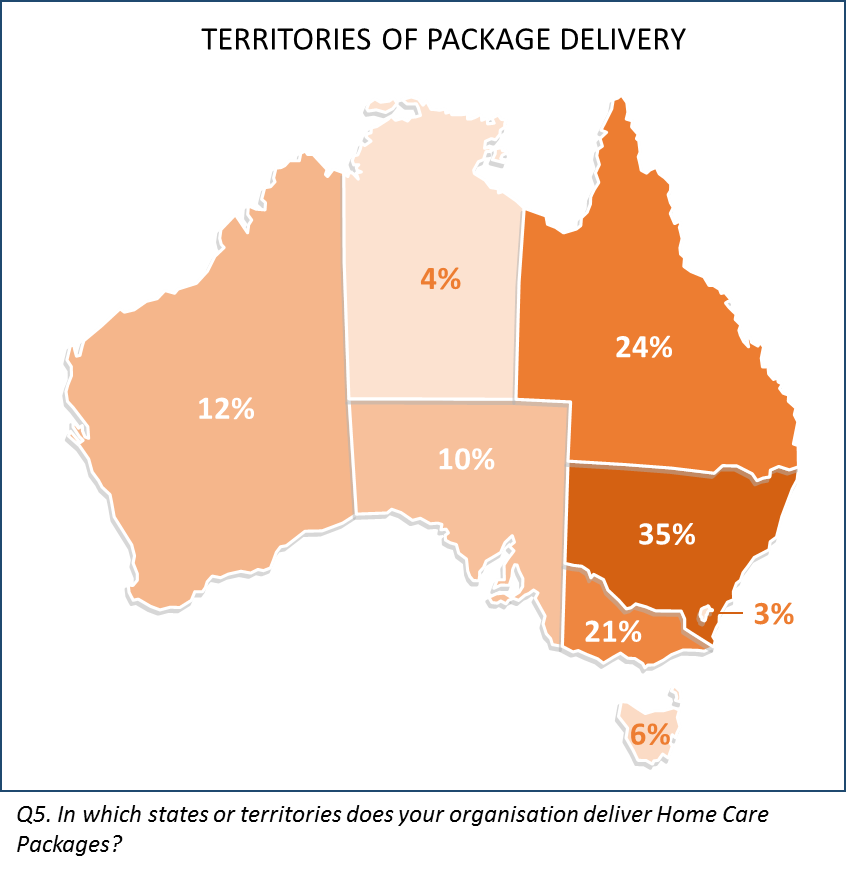 TERRITORIES OF PACKAGE DELIVERY
4%
24%
12%
10%
35%
3%
21%
6%
Q5. In which states or territories does your organisation deliver Home Care
Packages?